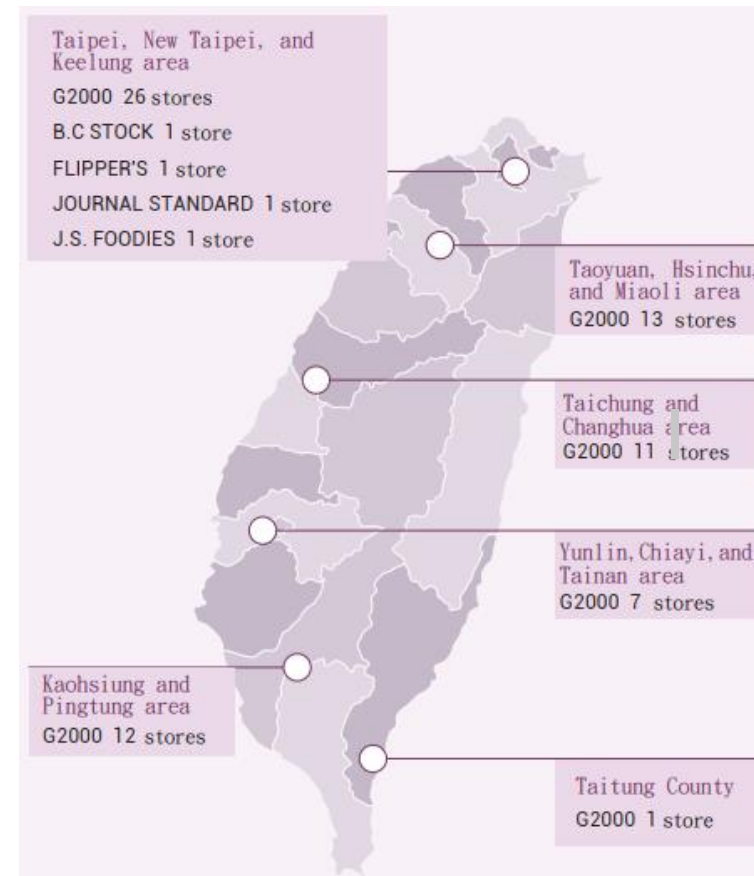 Taipei, New Taipei, and
Keelung area
G2000 26 stores
B.C STOCK 1 store
FLIPPER'S 1 store
JOURNAL STANDARD 1 store
J.S. FOODIES 1 store
Taoyuan, Hsinchu,
and Miaoli area
G2000 13 stores
Taichung and
Changhua area
G2000 11 stores
Yunlin,Chiayi,and
Tainan area
G2000 7 stores
Kaohsiung and
Pingtung area
G2000 12 stores
Taitung County
G2000 1 store